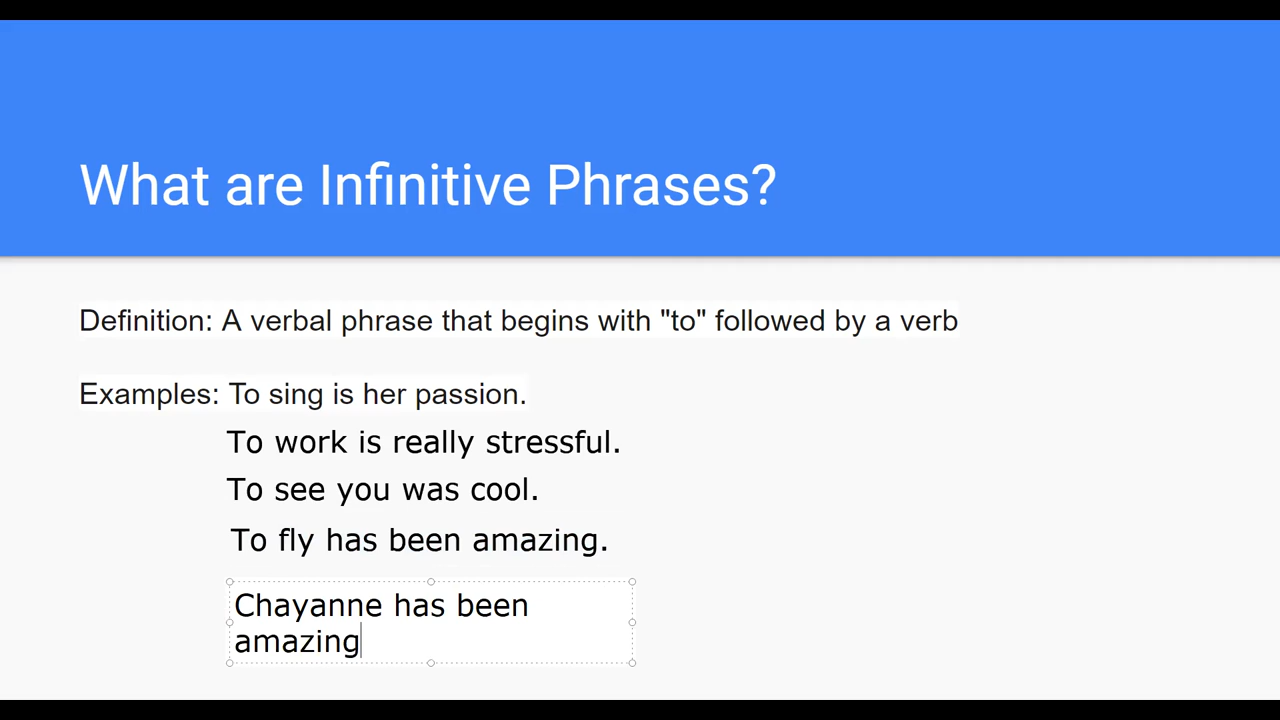 What are Infinitive Phrases?
Definition: A verbal phrase that begins with "to" followed by a verb
Examples: To sing is her passion.
To work is really stressful.
To see you was cool.
To fly has been amazing.
Chayanne has been
amazing